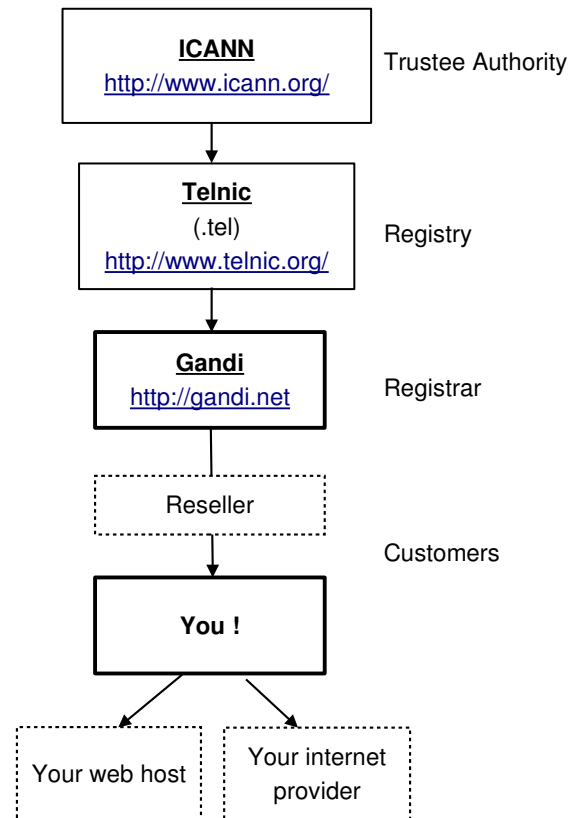 ICANN
http://www.icann.org/
Trustee Authority
Telnic
(.tel)
http://www.telnic.org/
Registry
Gandi
http://gandi.net
Registrar
Reseller
Customers
You !
Your web host
Your internet
provider